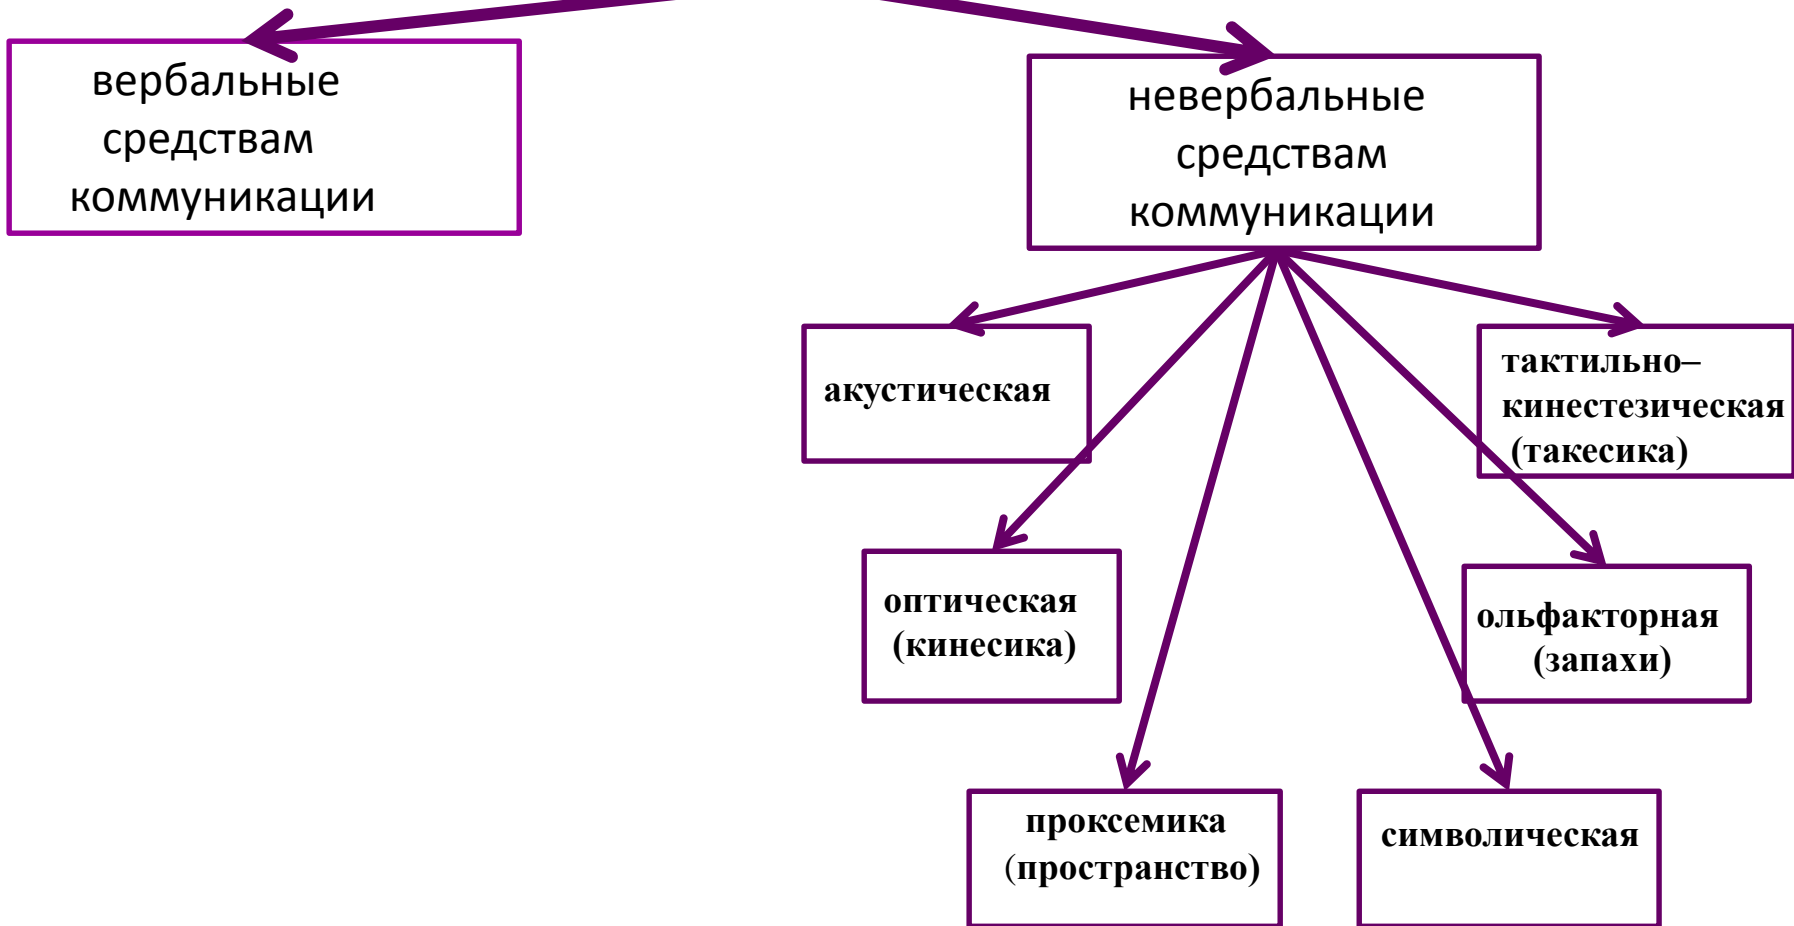 вербальные
средствам
коммуникации
невербальные
средствам
коммуникации
акустическая
тактильно–
кинестезическая
(такесика)
оптическая
(кинесика)
ольфакторная
(запахи)
проксемика
(пространство)
символическая